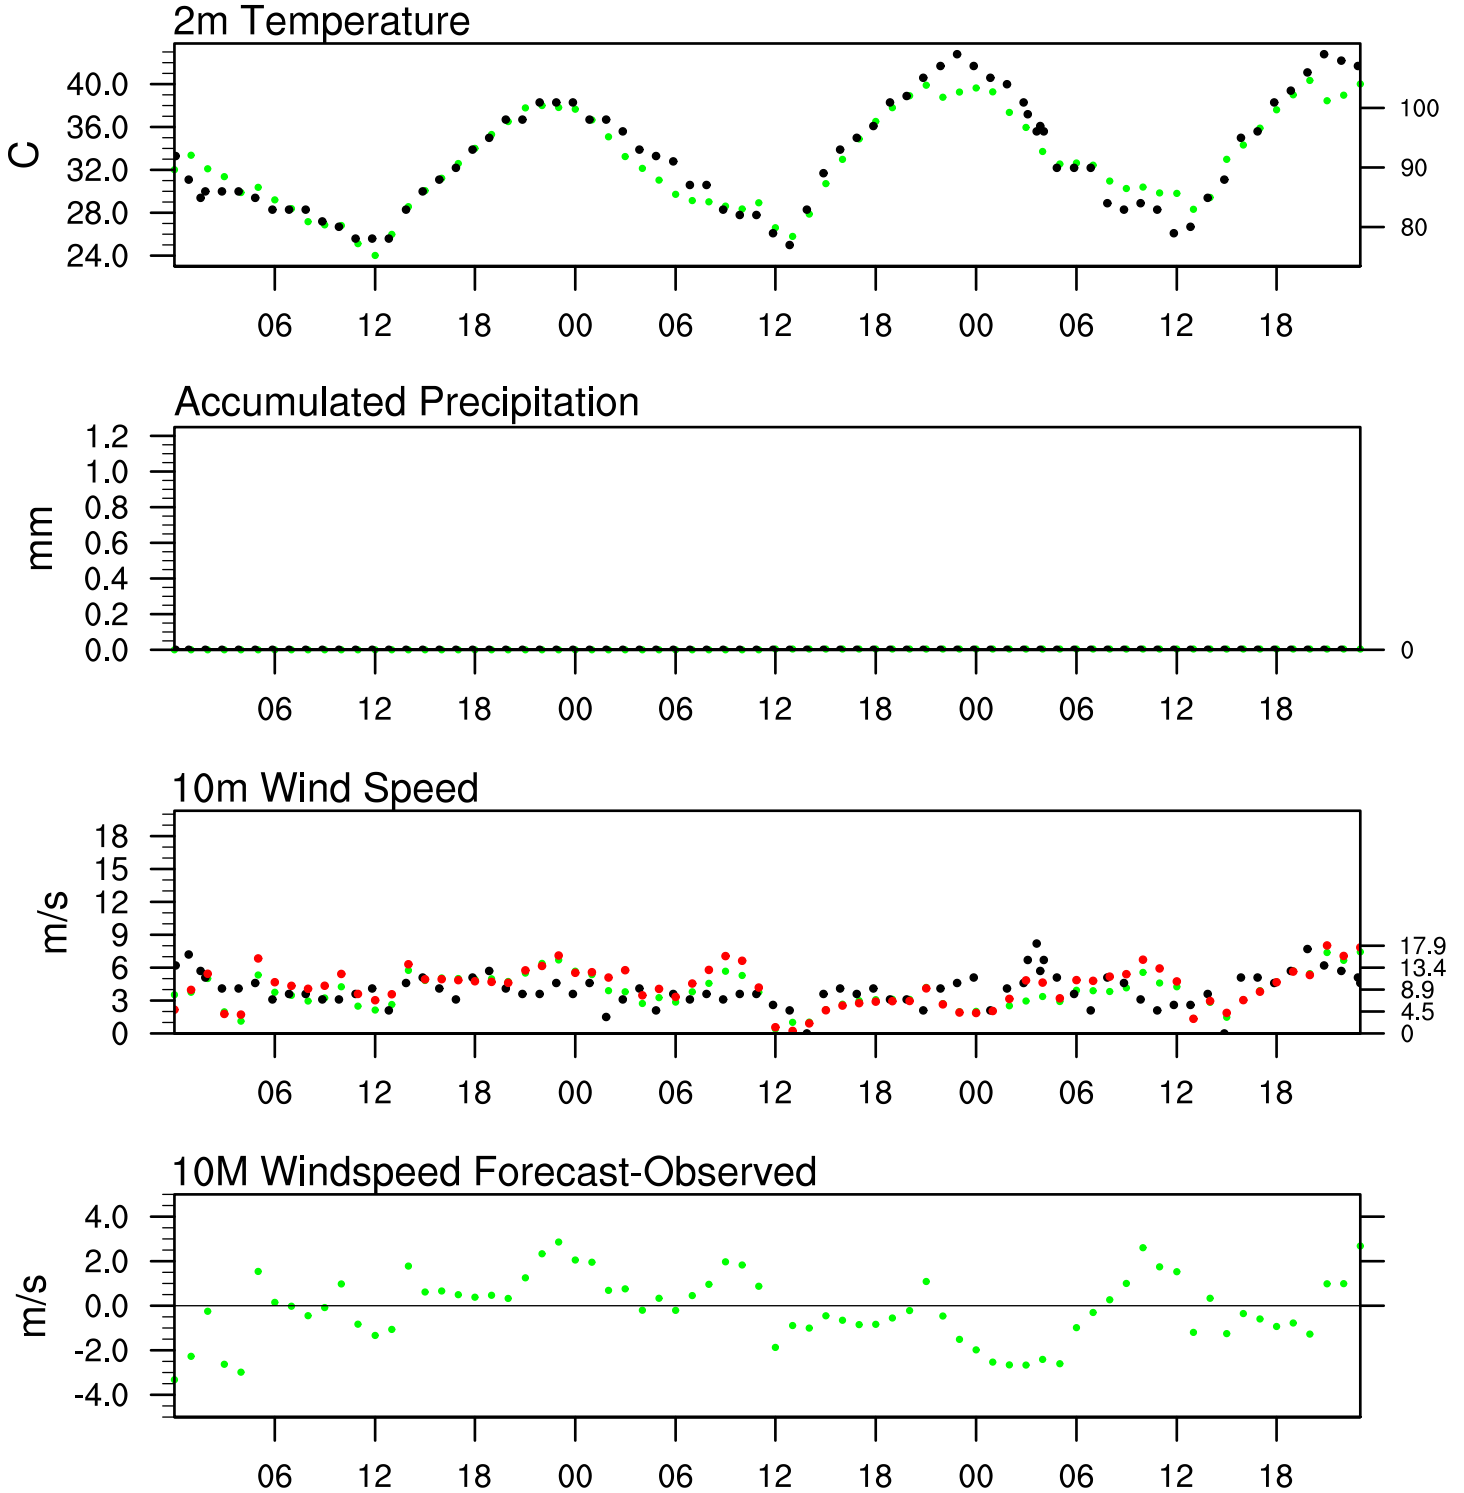 2m Temperature
C
40.0
36.0
32.0
28.0
24.0
100
90
80
06 12 18 00 06 12 18 00 06 12 18
Accumulated Precipitation
mm
1.2
1.0
0.8
0.6
0.4
0.2
0.0
0
06 12 18 00 06 12 18 00 06 12 18
10m Wind Speed
m/s
18
15
12
9
6
3
0
17.9
13.4
8.9
4.5
0
06 12 18 00 06 12 18 00 06 12 18
10M Windspeed Forecast-Observed
m/s
4.0
2.0
0.0
-2.0
-4.0
06 12 18 00 06 12 18 00 06 12 18